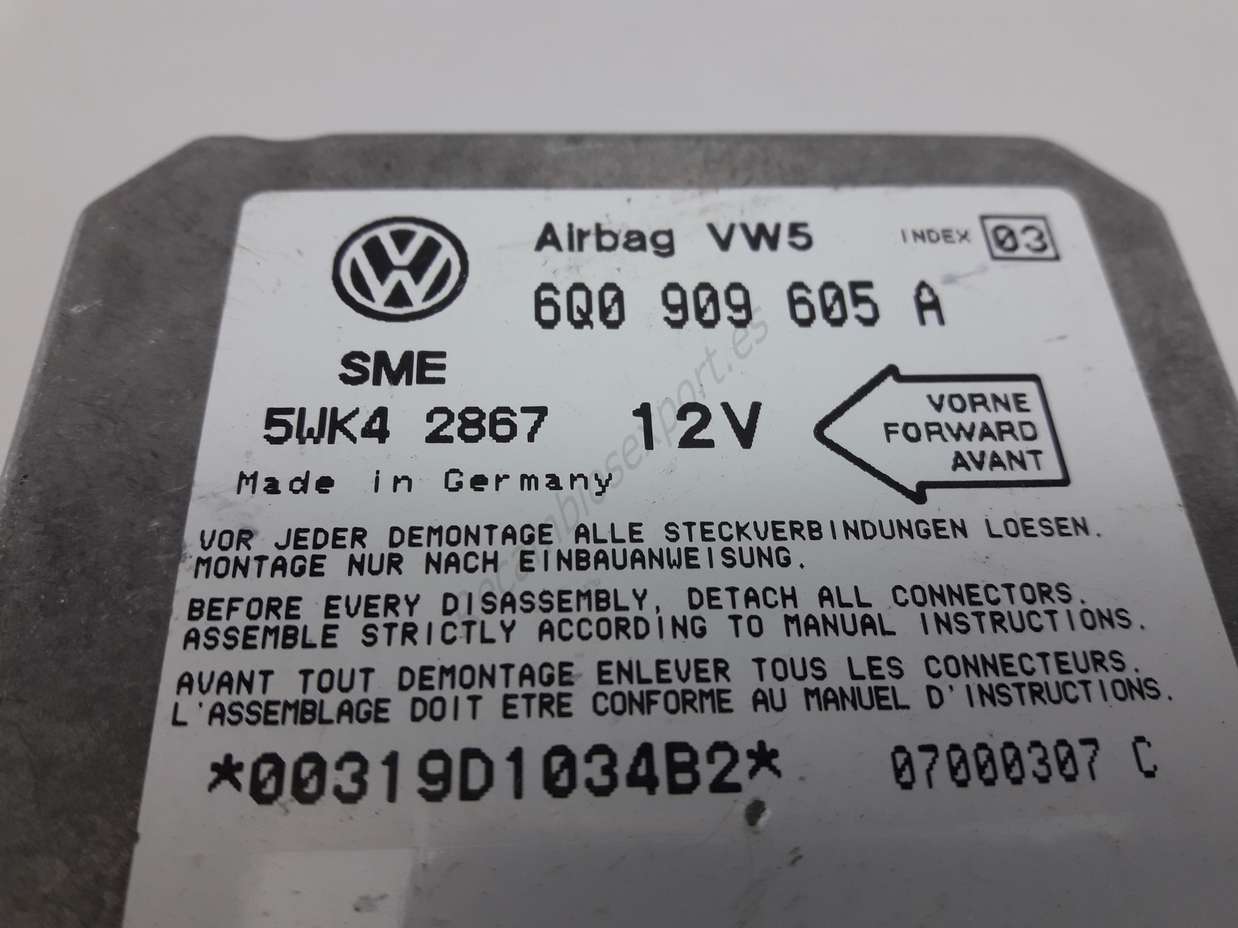 Airbag VW5 INDEX 03
6Q0 909 605 A
SME
5WK4 2867 12V
VORNE
FORWARD
AVANT
Made in Germany
VOR JEDER DEMONTAGE ALLE STECKVERBINDUNGEN LOESEN.
MONTAGE NUR NACH EINBAUANWEISUNG.
BEFORE EVERY DISASSEMBLY, DETACH ALL CONNECTORS.
ASSEMBLE STRICTLY ACCORDING TO MANUAL INSTRUCTIONS.
AVANT TOUT DEMONTAGE ENLEVER TOUS LES CONNECTEURS.
L'ASSEMBLAGE DOIT ETRE CONFORME AU MANUEL D'INSTRUCTIONS.
*00319D1034B2* 07000307 C